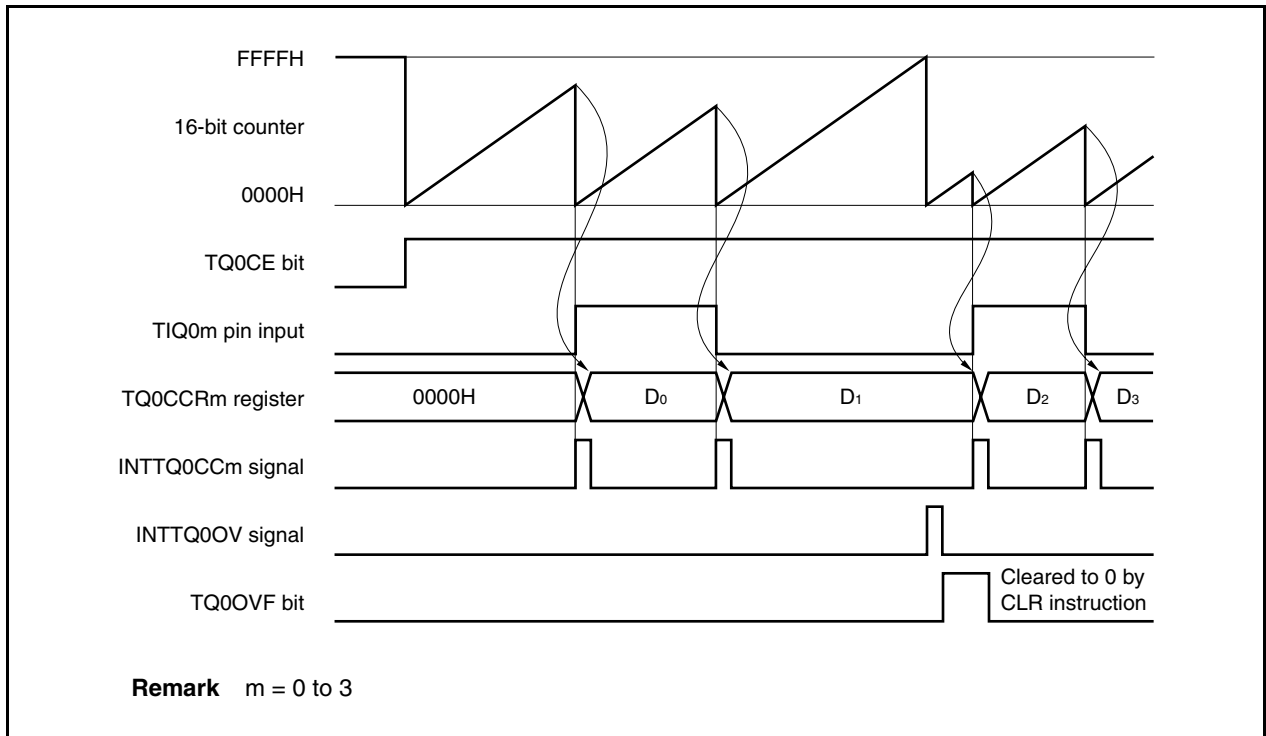 FFFFH
16-bit counter
0000H
TQ0CE bit
TIQ0m pin input
TQ0CCRm register
0000H
D0
D1
D2
D3
INTTQ0CCm signal
INTTQ0OV signal
TQ0OVF bit
Cleared to 0 by
CLR instruction
Remark m = 0 to 3